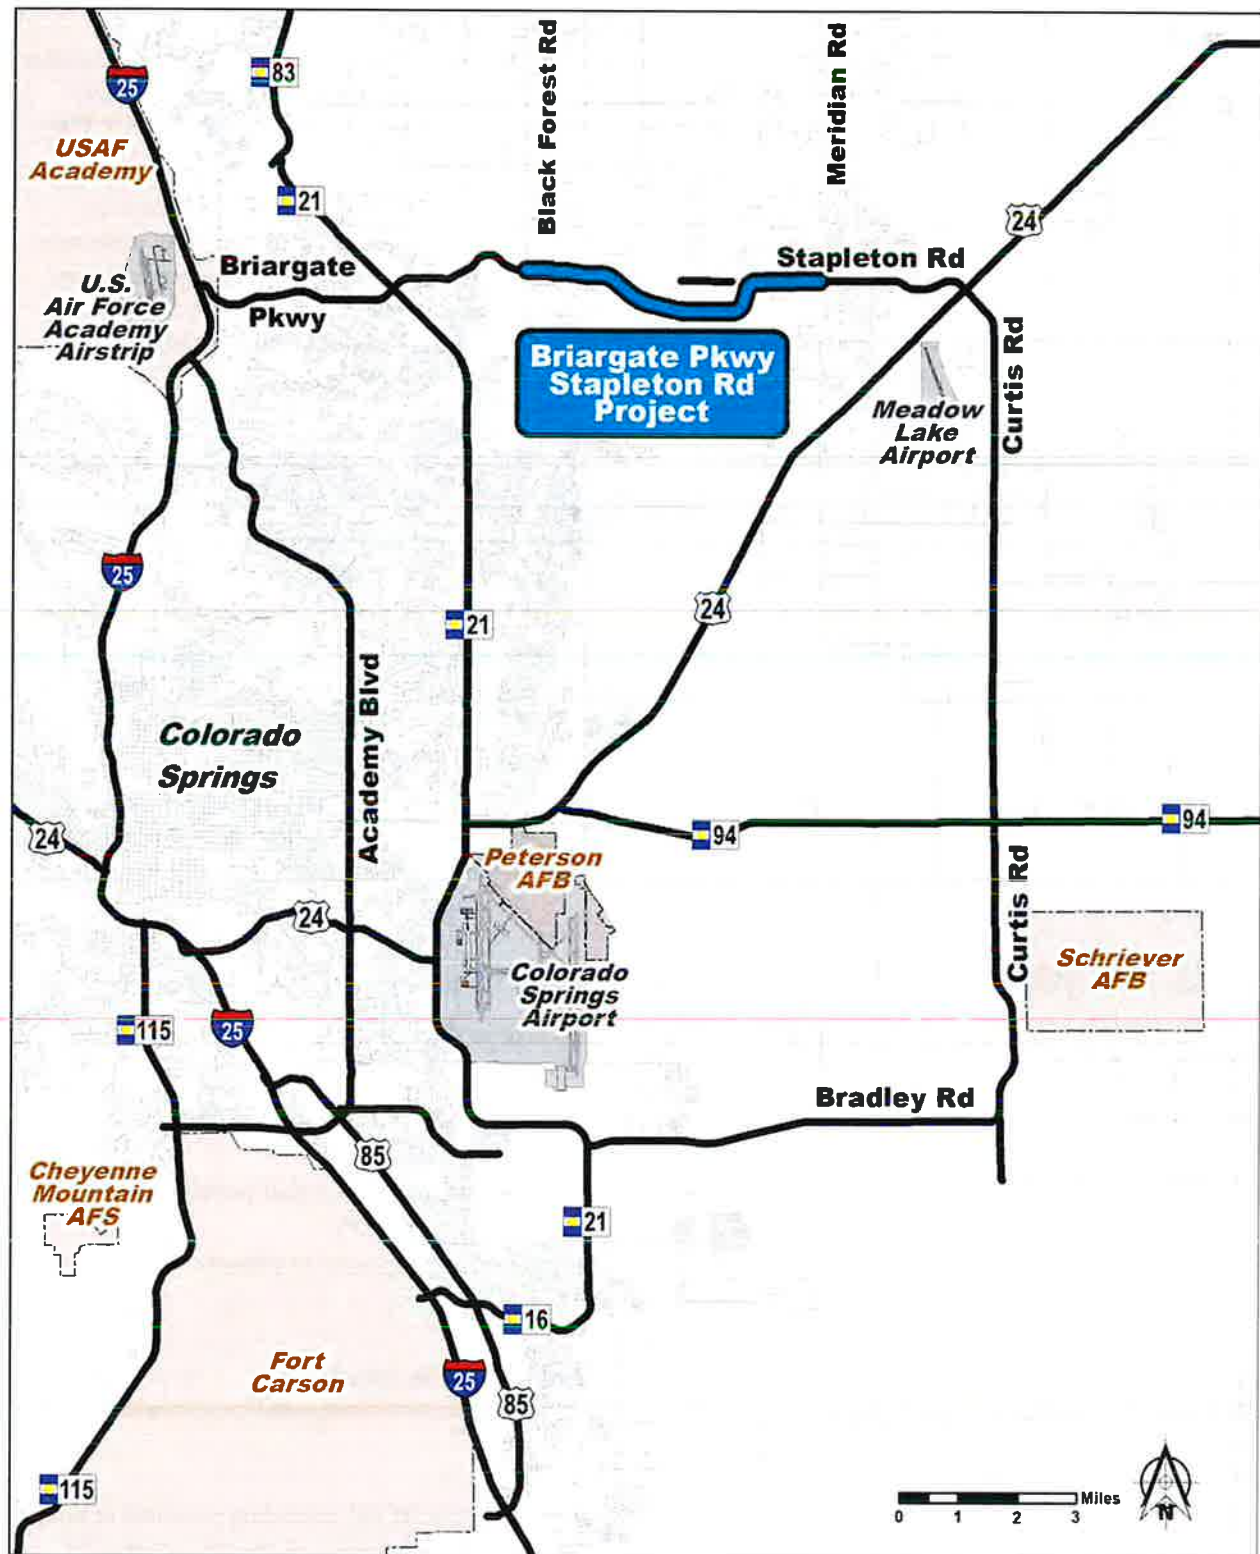 25
83
Black Forest Rd
Meridian Rd
USAF
Academy
21
24
U.S.
Air Force
Academy
Airstrip
Briargate
Pkwy
Stapleton Rd
Briargate Pkwy
Stapleton Rd
Project
Meadow
Lake
Airport
Curtis Rd
25
24
21
Academy Blvd
Colorado
Springs
24
94
94
Peterson
AFB
24
Curtis Rd
Schriever
AFB
Colorado
Springs
Airport
115
25
Bradley Rd
85
Cheyenne
Mountain
AFS
21
16
Fort
Carson
25
85
115
Miles
0 1 2 3
N